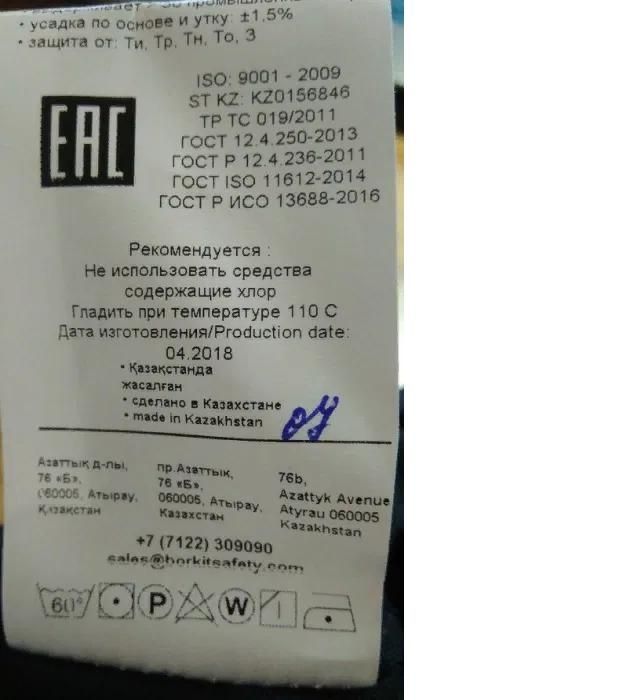 • усадка по основе и утку: ±1,5%
• защита от: Ти, Тр, Тн, То, З
ISO: 9001 - 2009
ST KZ: KZ0156846
ТР ТС 019/2011
ГОСТ 12.4.250-2013
ГОСТ Р 12.4.236-2011
ГОСТ ISO 11612-2014
ГОСТ Р ИСО 13688-2016
EAC
Рекомендуется :
Не использовать средства
содержащие хлор
Гладить при температуре 110 С
Дата изготовления/Production date:
04.2018
• Қазақстанда
жасалған
• сделано в Казахстане
• made in Kazakhstan
Азаттық д-лы,
76 «Б»,
060005, Атырау,
Қазақстан
пр.Азаттык,
76 «Б»,
060005, Атырау,
Казахстан
76b,
Azattyk Avenue
Atyrau 060005
Kazakhstan
+7 (7122) 309090
sales@borkitsafety.com
60° P W